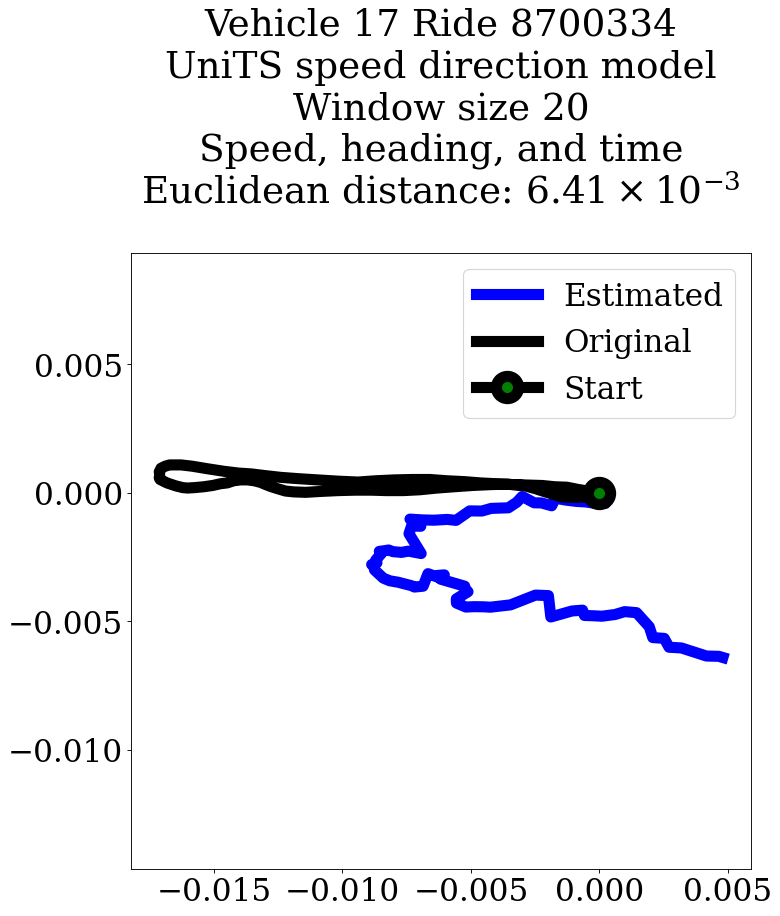 Vehicle 17 Ride 8700334
UniTS speed direction model
Window size 20
Speed, heading, and time
Euclidean distance: 6.41 × 10⁻³
Estimated
Original
Start
0.005
0.000
−0.005
−0.010
−0.015 −0.010 −0.005 0.000 0.005